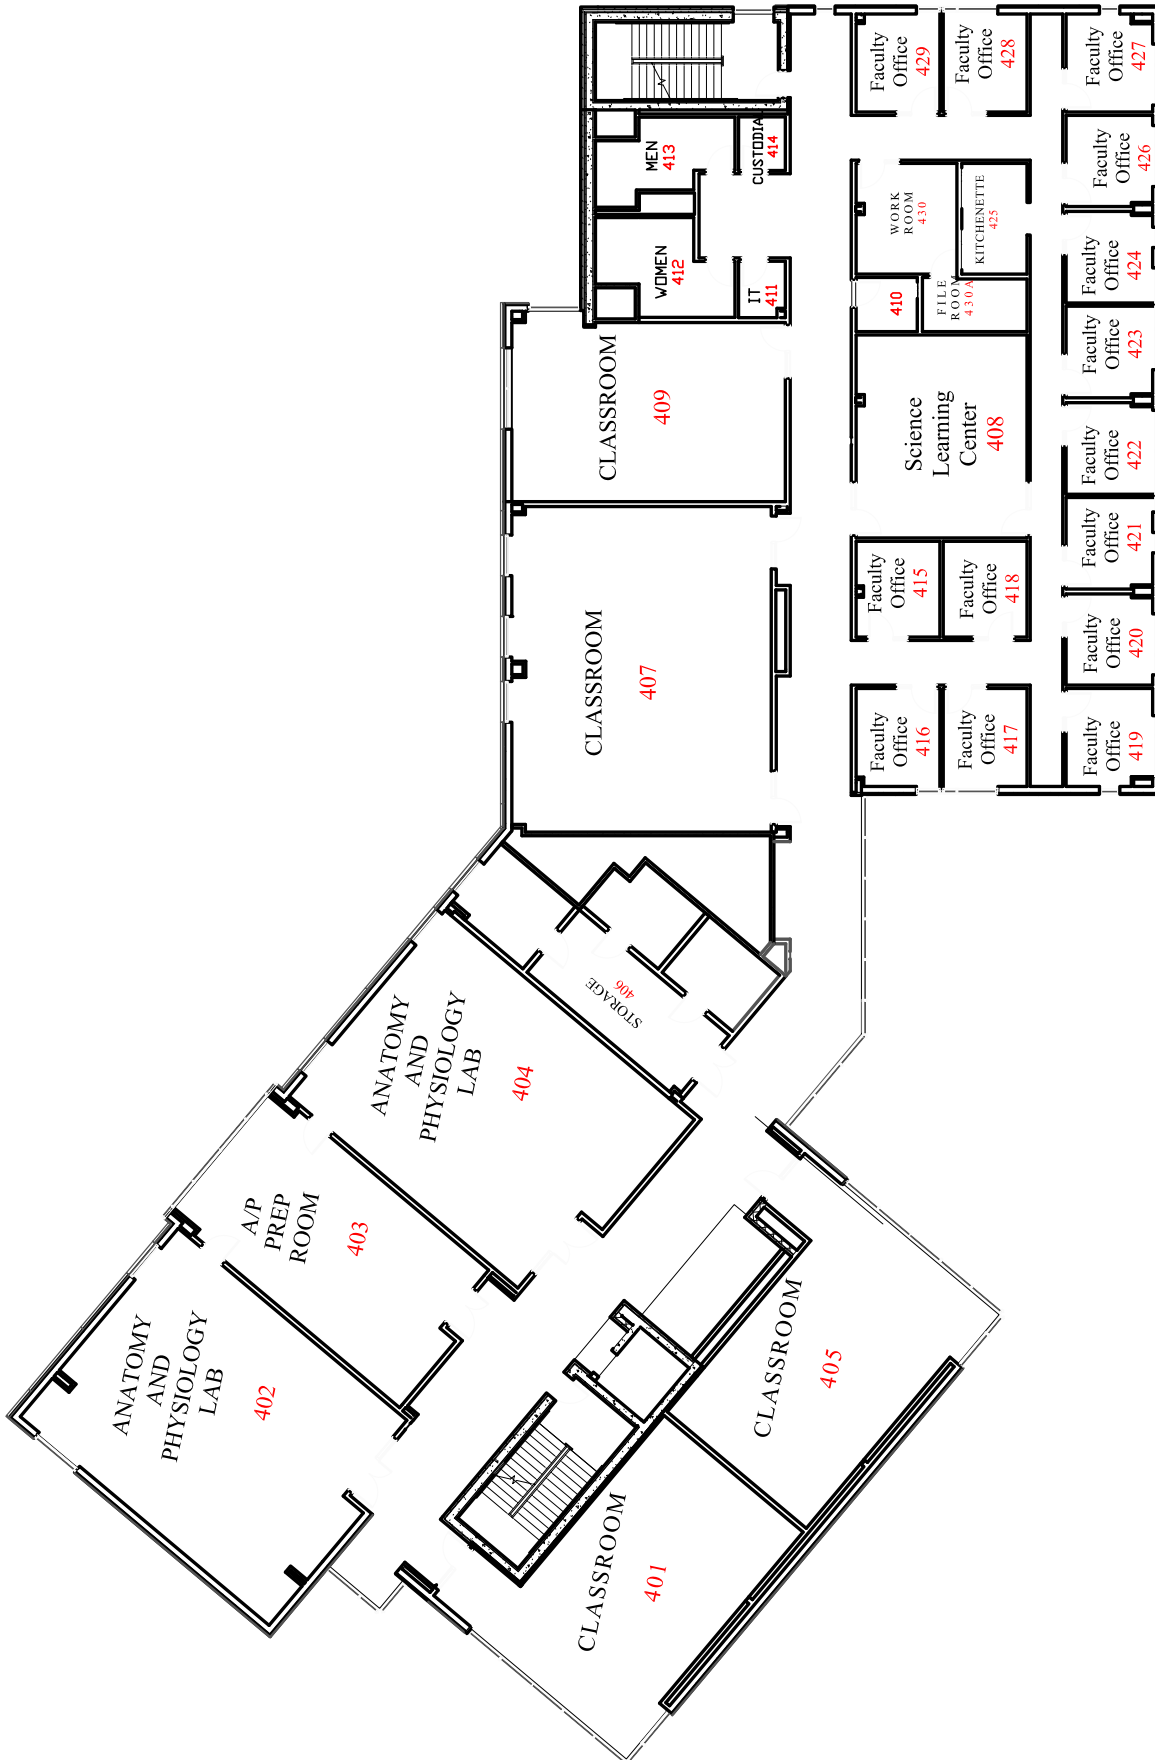 Faculty
Office
429
Faculty
Office
428
Faculty
Office
427
MEN
413
CUSTODIAL
414
Faculty
Office
426
WORK
ROOM
430
KITCHENETTE
425
WOMEN
412
IT
411
410
FILE
ROOM
430A
Faculty
Office
424
Faculty
Office
423
CLASSROOM
409
Science
Learning
Center
408
Faculty
Office
422
Faculty
Office
421
Faculty
Office
415
Faculty
Office
418
Faculty
Office
420
CLASSROOM
407
Faculty
Office
416
Faculty
Office
417
Faculty
Office
419
STORAGE
406
ANATOMY
AND
PHYSIOLOGY
LAB
404
A/P
PREP
ROOM
403
ANATOMY
AND
PHYSIOLOGY
LAB
402
CLASSROOM
405
CLASSROOM
401